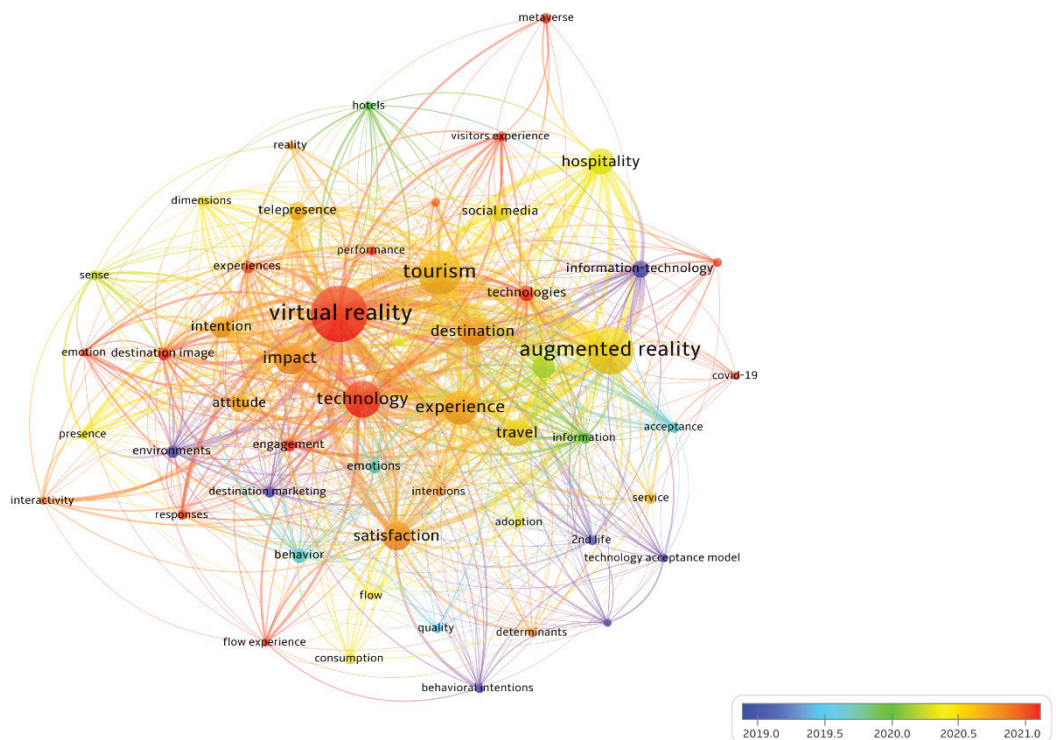 metaverse
hotels
visitors experience
reality
hospitality
dimensions
telepresence
social media
performance
sense
experiences
tourism
information-technology
technologies
virtual reality
intention
destination
augmented reality
emotion
destination image
impact
covid-19
technology
attitude
experience
presence
travel
information
acceptance
environments
engagement
emotions
interactivity
destination marketing
intentions
service
responses
adoption
satisfaction
2nd life
behavior
technology acceptance model
flow
quality
determinants
flow experience
consumption
behavioral intentions
2019.0 2019.5 2020.0 2020.5 2021.0